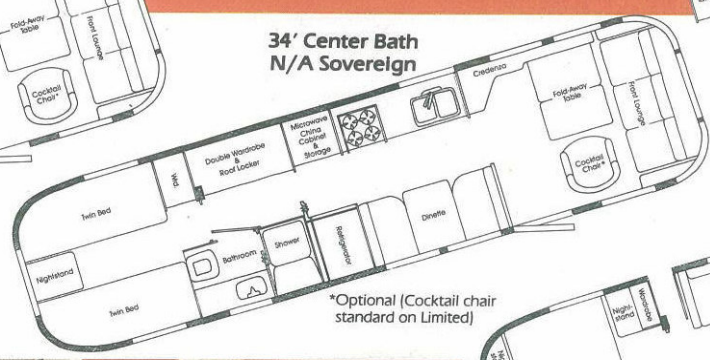 34' Center Bath
N/A Sovereign
Fold-Away
Table
Front Lounge
Cocktail
Chair*
Credenza
Fold-Away
Table
Front Lounge
Cocktail
Chair*
Microwave
China
Cabinet
&
Storage
Double Wardrobe
&
Roof Locker
Wd.
Twin Bed
Nightstand
Twin Bed
Bathroom
Shower
Refrigerator
Dinette
*Optional (Cocktail chair
standard on Limited)
Night-
stand
Wardrobe